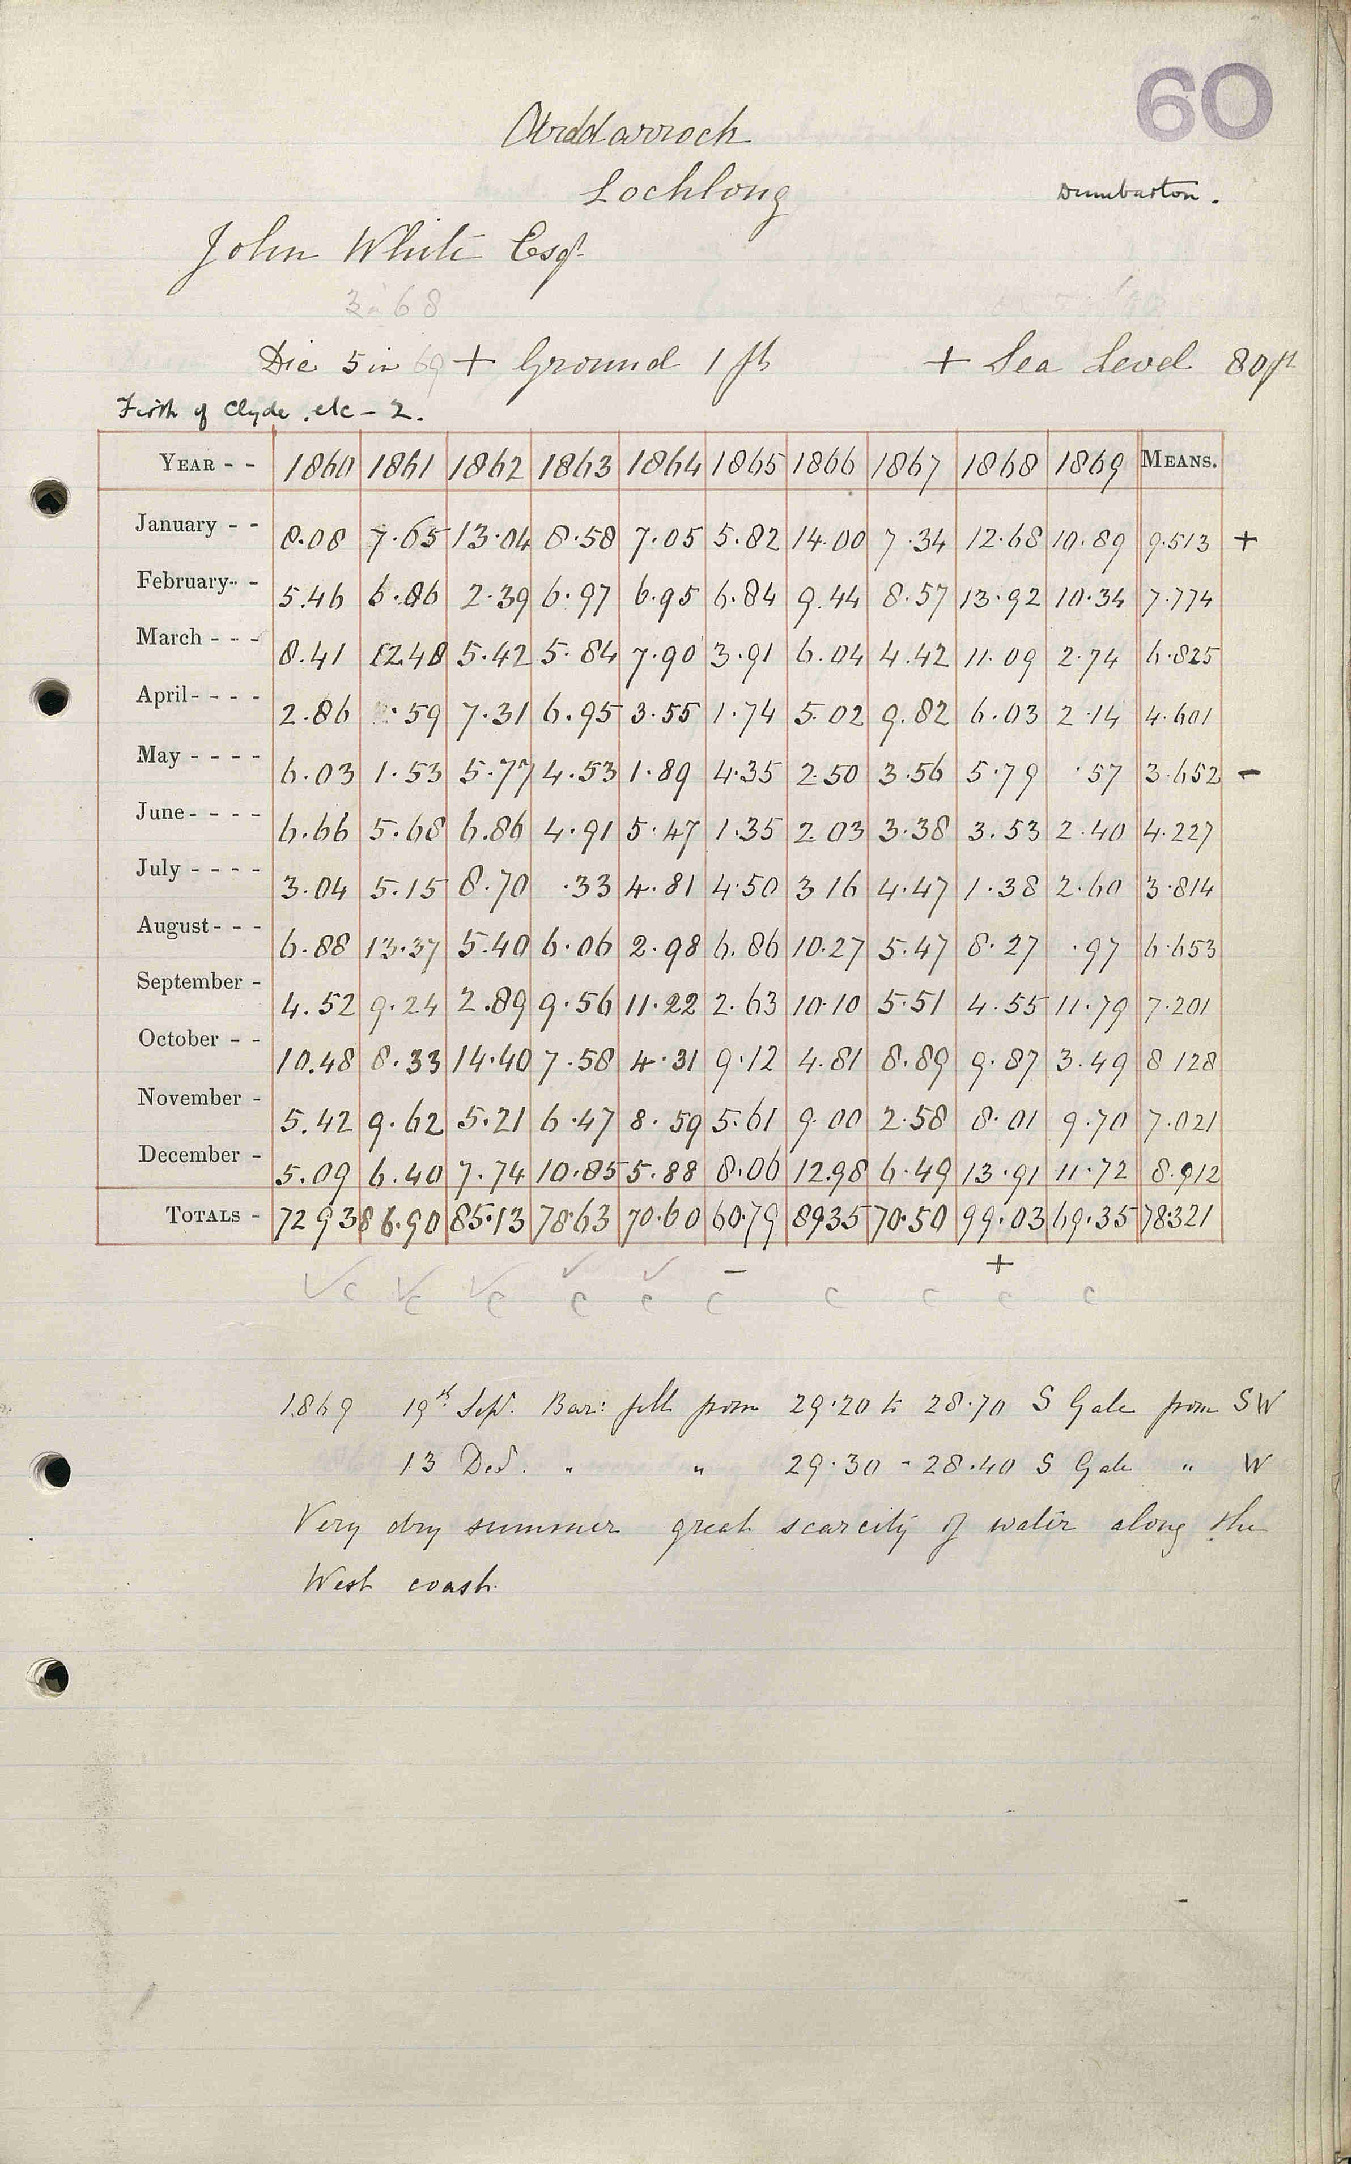 60
Arddarroch
Lochlong
Dumbarton.
John White Esqr.
3 in 68
Die 5 in 69 + Ground 1 ft + Sea Level 80 ft
Firth of Clyde, etc - 2.
YEAR - - 1860 1861 1862 1863 1864 1865 1866 1867 1868 1869 MEANS.
January - - 8.08 7.65 13.04 8.58 7.05 5.82 14.00 7.34 12.68 10.89 9.513 +
February - - 5.46 6.86 2.39 6.97 6.95 6.84 9.44 8.57 13.92 10.34 7.774
March - - - 8.41 12.48 5.42 5.84 7.90 3.91 6.04 4.42 11.09 2.74 6.825
April - - - - 2.86 .59 7.31 6.95 3.55 1.74 5.02 9.82 6.03 2.14 4.601
May - - - - 6.03 1.53 5.77 4.53 1.89 4.35 2.50 3.56 5.79 .57 3.652 -
June - - - - 6.66 5.68 6.86 4.91 5.47 1.35 2.03 3.38 3.53 2.40 4.227
July - - - - 3.04 5.15 8.70 .33 4.81 4.50 3 16 4.47 1.38 2.60 3.814
August - - - 6.88 13.37 5.40 6.06 2.98 6.86 10.27 5.47 8.27 .97 6.653
September - 4.52 9.24 2.89 9.56 11.22 2.63 10.10 5.51 4.55 11.79 7.201
October - - 10.48 8.33 14.40 7.58 4.31 9.12 4.81 8.89 9.87 3.49 8 128
November - 5.42 9.62 5.21 6.47 8.59 5.61 9.00 2.58 8.01 9.70 7.021
December - 5.09 6.40 7.74 10.85 5.88 8.06 12.98 6.49 13.91 11.72 8.912
TOTALS - 72 93 86.90 85.13 78.63 70.60 60.79 89 35 70.50 99.03 69.35 78.321
- +
c c c c c c c c c c
1869 19th Sept. Bar: fell from 29.20 to 28.70 S Gale from SW
13 Decr. " " 29.30 - 28.40 S Gale " W
Very dry summer great scarcity of water along the
West coast.